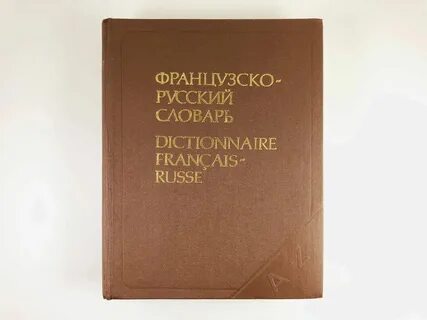 ФРАНЦУЗСКО-
РУССКИЙ
СЛОВАРЬ
DICTIONNAIRE
FRANÇAIS-
RUSSE